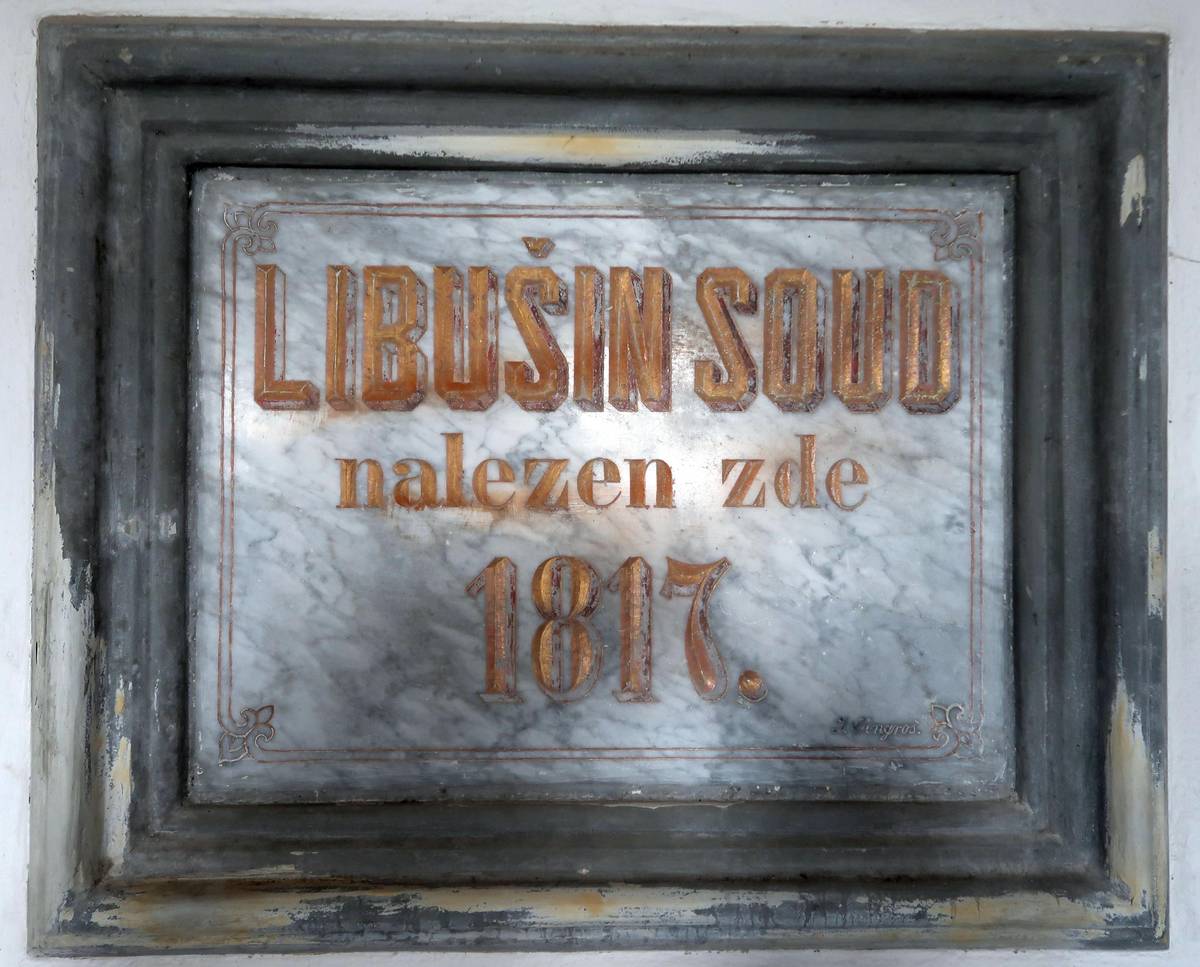 LIBUŠIN SOUD
nalezen zde
1817.